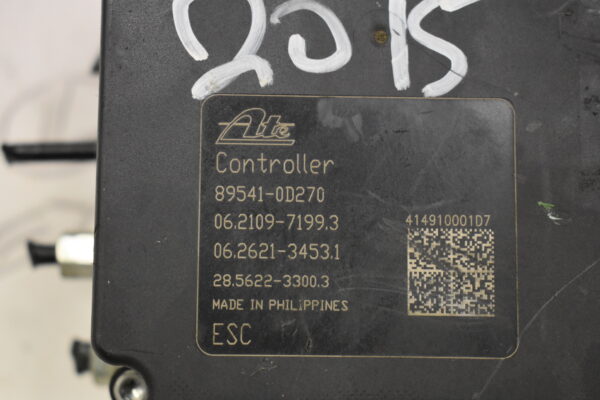 2015
Ate
Controller
89541-0D270
06.2109-7199.3
414910001D7
06.2621-3453.1
28.5622-3300.3
MADE IN PHILIPPINES
ESC